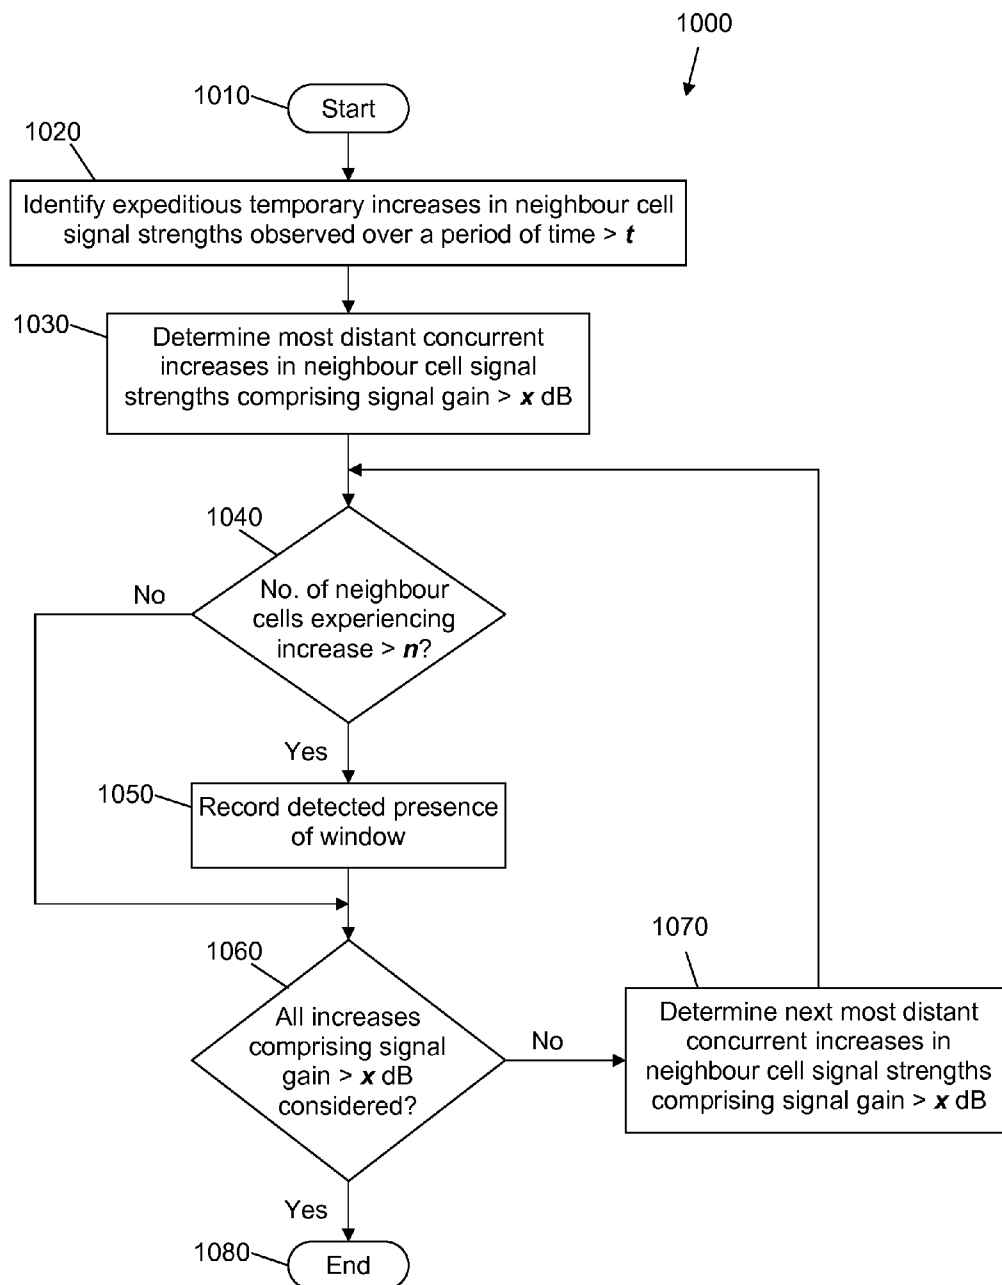 1000
1010
Start
1020
Identify expeditious temporary increases in neighbour cell
signal strengths observed over a period of time > t
1030
Determine most distant concurrent
increases in neighbour cell signal
strengths comprising signal gain > x dB
1040
No. of neighbour
cells experiencing
increase > n?
No
Yes
1050
Record detected presence
of window
1060
All increases
comprising signal
gain > x dB
considered?
No
1070
Determine next most distant
concurrent increases in
neighbour cell signal strengths
comprising signal gain > x dB
Yes
1080
End